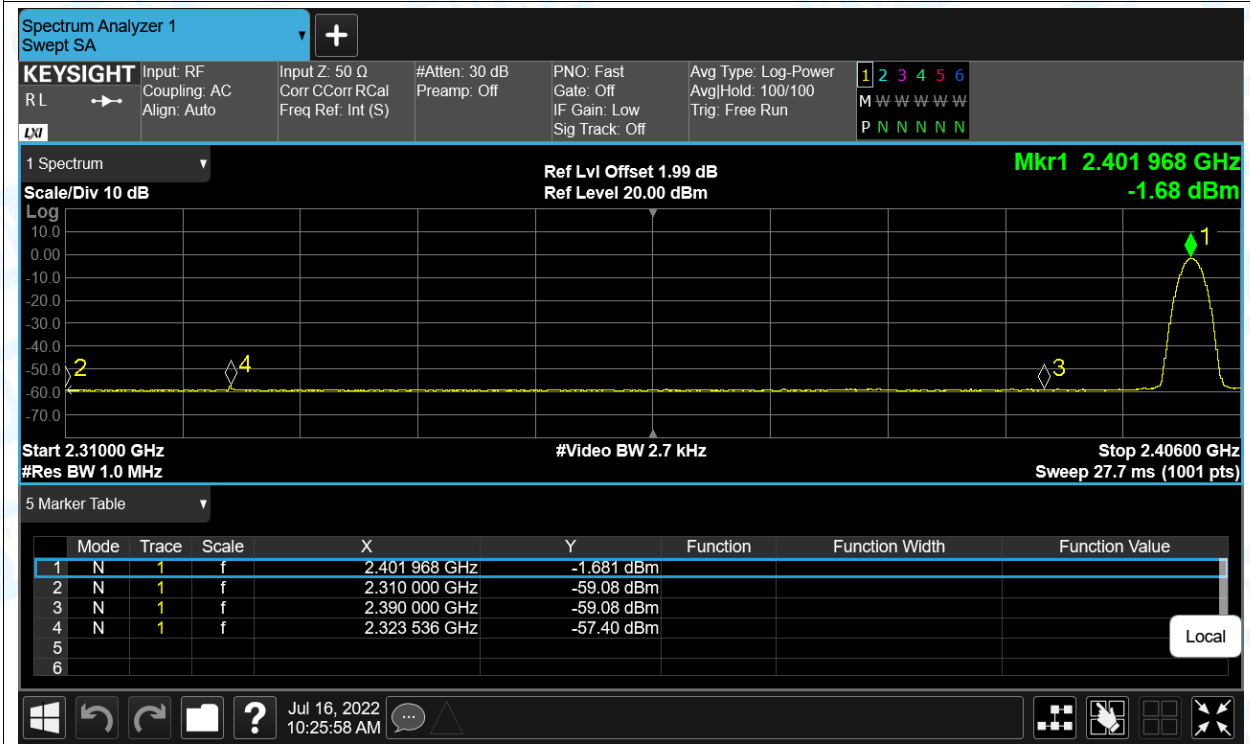 Spectrum Analyzer 1
Swept SA
KEYSIGHT
R L
LXI
Input: RF
Coupling: AC
Align: Auto
Input Z: 50 Ω
Corr CCorr RCal
Freq Ref: Int (S)
#Atten: 30 dB
Preamp: Off
PNO: Fast
Gate: Off
IF Gain: Low
Sig Track: Off
Avg Type: Log-Power
Avg|Hold: 100/100
Trig: Free Run
1 2 3 4 5 6
M W W W W W
P N N N N N
1 Spectrum
Scale/Div 10 dB
Ref Lvl Offset 1.99 dB
Ref Level 20.00 dBm
Mkr1 2.401 968 GHz
-1.68 dBm
Log
10.0
0.00
-10.0
-20.0
-30.0
-40.0
-50.0
-60.0
-70.0
2
4
3
1
Start 2.31000 GHz
#Res BW 1.0 MHz
#Video BW 2.7 kHz
Stop 2.40600 GHz
Sweep 27.7 ms (1001 pts)
5 Marker Table
Mode Trace Scale X Y Function Function Width Function Value
1 N 1 f 2.401 968 GHz -1.681 dBm
2 N 1 f 2.310 000 GHz -59.08 dBm
3 N 1 f 2.390 000 GHz -59.08 dBm
4 N 1 f 2.323 536 GHz -57.40 dBm
5
6
Local
?
Jul 16, 2022
10:25:58 AM